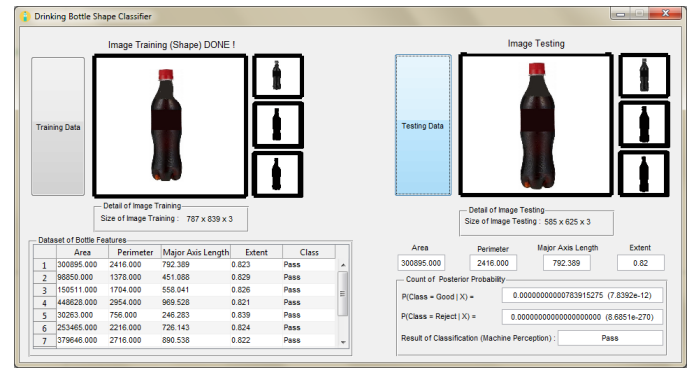 Drinking Bottle Shape Classifier
Image Training (Shape) DONE !
Training Data
Detail of Image Training
Size of Image Training : 787 x 839 x 3
Dataset of Bottle Features
Area Perimeter Major Axis Length Extent Class
1 300895.000 2416.000 792.389 0.823 Pass
2 98850.000 1378.000 451.088 0.829 Pass
3 150511.000 1704.000 558.041 0.826 Pass
4 448628.000 2954.000 969.528 0.821 Pass
5 30263.000 756.000 246.283 0.839 Pass
6 253465.000 2216.000 726.143 0.824 Pass
7 379646.000 2716.000 890.538 0.822 Pass
Image Testing
Testing Data
Detail of Image Testing
Size of Image Testing : 585 x 625 x 3
Area Perimeter Major Axis Length Extent
300895.000 2416.000 792.389 0.82
Count of Posterior Probability
P(Class = Good | X) = 0.00000000000783915275 (7.8392e-12)
P(Class = Reject | X) = 0.00000000000000000000 (8.6851e-270)
Result of Classification (Machine Perception) : Pass